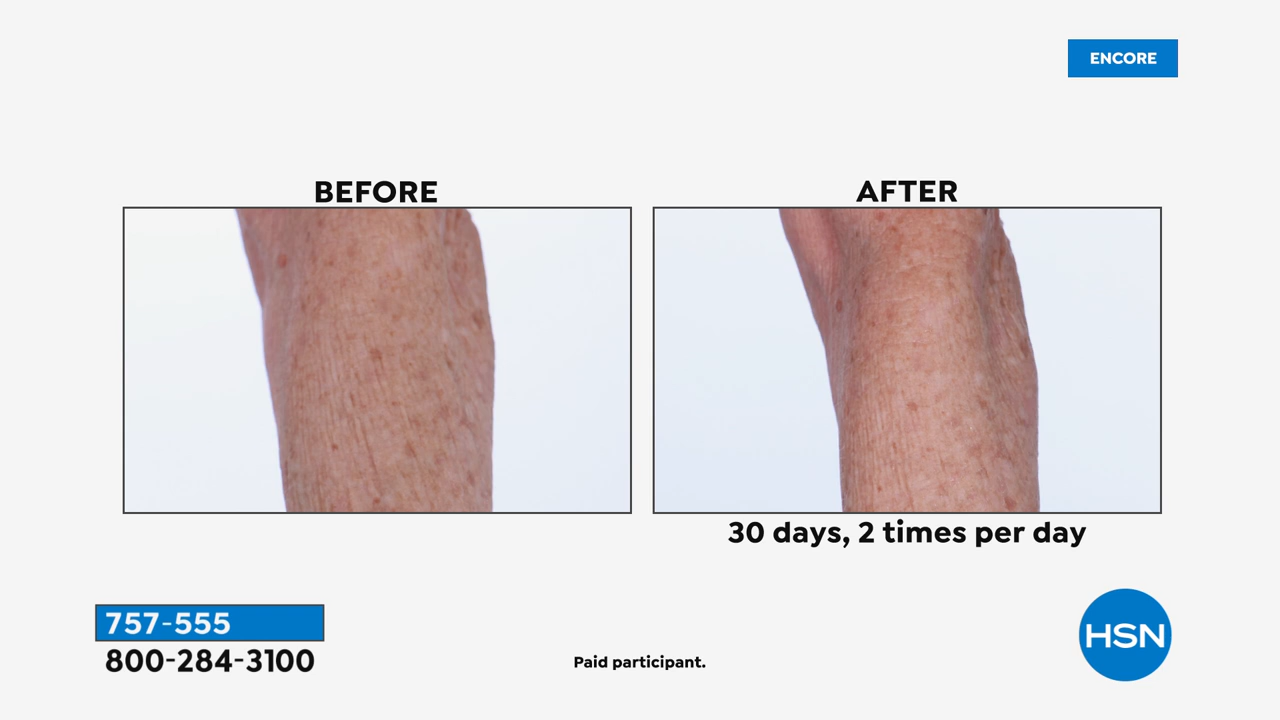 ENCORE
BEFORE
AFTER
30 days, 2 times per day
757-555
800-284-3100
Paid participant.
HSN